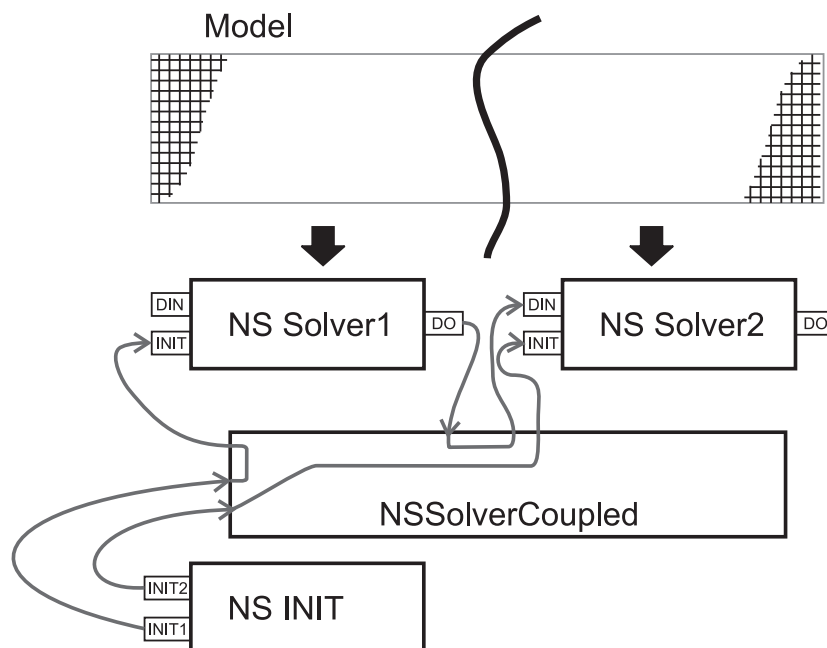 Model
DIN
NS Solver1
DO
INIT
DIN
NS Solver2
DO
INIT
NSSolverCoupled
INIT2
NS INIT
INIT1